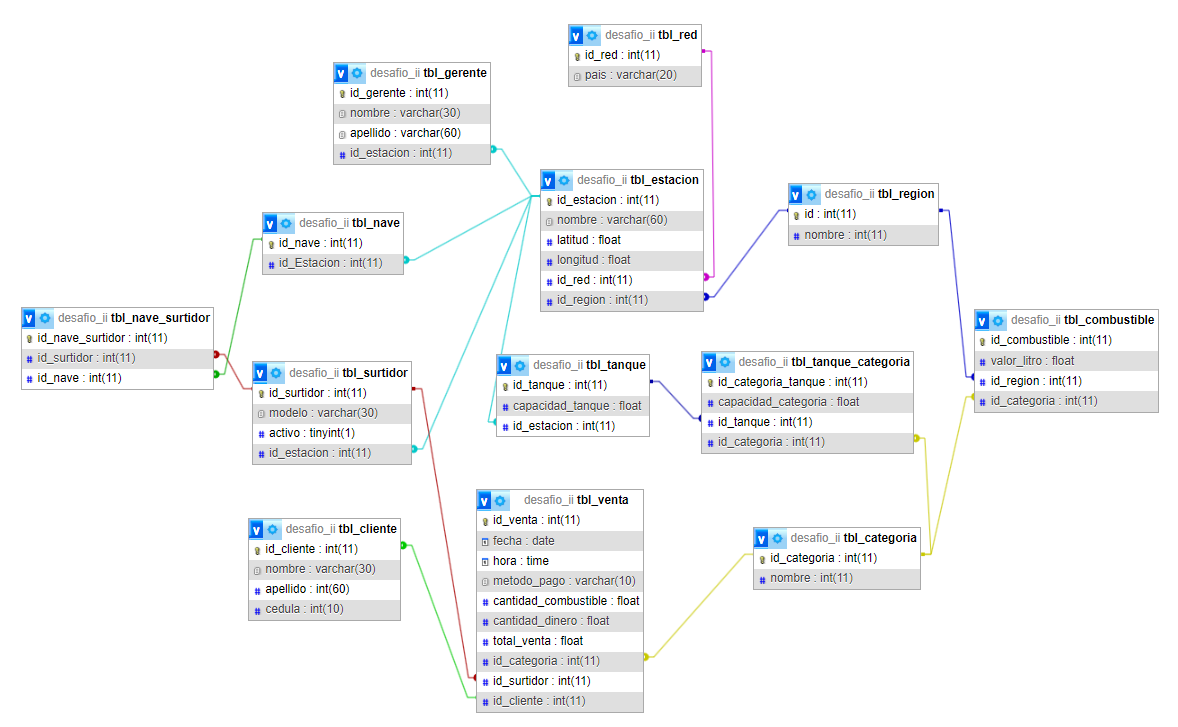 desafio_ii tbl_red
id_red : int(11)
pais : varchar(20)
desafio_ii tbl_gerente
id_gerente : int(11)
nombre : varchar(30)
apellido : varchar(60)
id_estacion : int(11)
desafio_ii tbl_estacion
id_estacion : int(11)
nombre : varchar(60)
latitud : float
longitud : float
id_red : int(11)
id_region : int(11)
desafio_ii tbl_region
id : int(11)
nombre : int(11)
desafio_ii tbl_nave
id_nave : int(11)
id_Estacion : int(11)
desafio_ii tbl_nave_surtidor
id_nave_surtidor : int(11)
id_surtidor : int(11)
id_nave : int(11)
desafio_ii tbl_combustible
id_combustible : int(11)
valor_litro : float
id_region : int(11)
id_categoria : int(11)
desafio_ii tbl_surtidor
id_surtidor : int(11)
modelo : varchar(30)
activo : tinyint(1)
id_estacion : int(11)
desafio_ii tbl_tanque
id_tanque : int(11)
capacidad_tanque : float
id_estacion : int(11)
desafio_ii tbl_tanque_categoria
id_categoria_tanque : int(11)
capacidad_categoria : float
id_tanque : int(11)
id_categoria : int(11)
desafio_ii tbl_cliente
id_cliente : int(11)
nombre : varchar(30)
apellido : int(60)
cedula : int(10)
desafio_ii tbl_venta
id_venta : int(11)
fecha : date
hora : time
metodo_pago : varchar(10)
cantidad_combustible : float
cantidad_dinero : float
total_venta : float
id_categoria : int(11)
id_surtidor : int(11)
id_cliente : int(11)
desafio_ii tbl_categoria
id_categoria : int(11)
nombre : int(11)